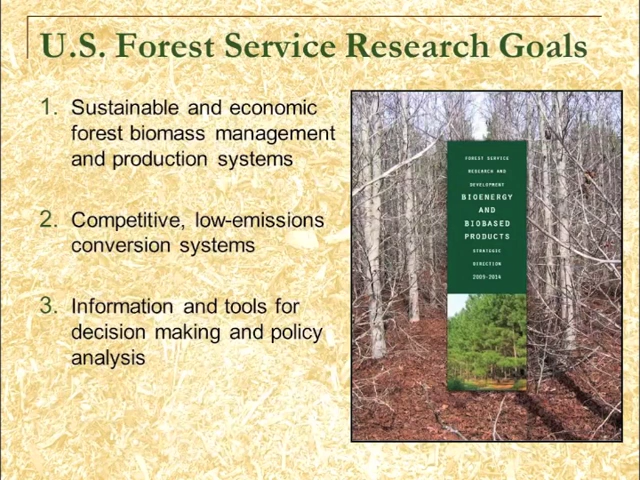 U.S. Forest Service Research Goals
1. Sustainable and economic
forest biomass management
and production systems
2. Competitive, low-emissions
conversion systems
3. Information and tools for
decision making and policy
analysis
FOREST SERVICE
RESEARCH AND
DEVELOPMENT
BIOENERGY
AND
BIOBASED
PRODUCTS
STRATEGIC
DIRECTION
2009-2014